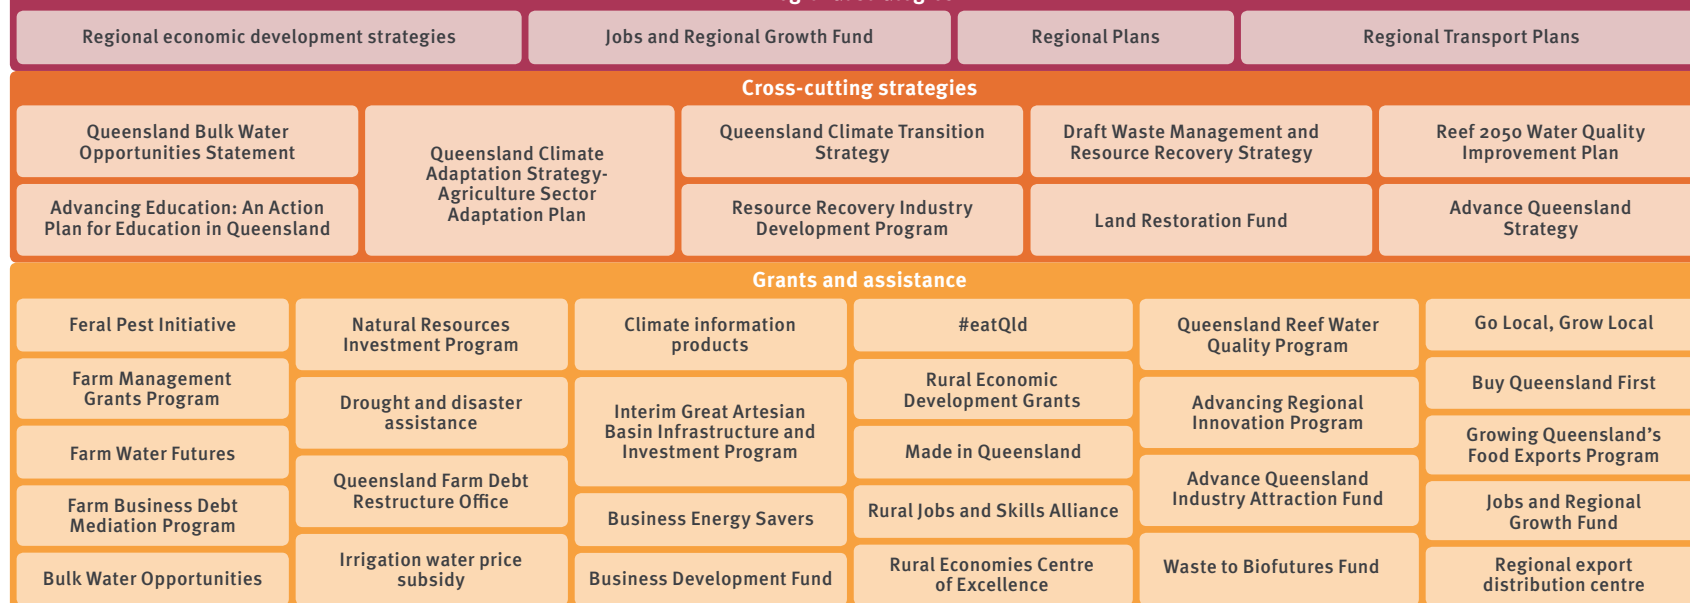 Regional economic development strategies
Jobs and Regional Growth Fund
Regional Plans
Regional Transport Plans
Cross-cutting strategies
Queensland Bulk Water
Opportunities Statement
Advancing Education: An Action
Plan for Education in Queensland
Queensland Climate
Adaptation Strategy-
Agriculture Sector
Adaptation Plan
Queensland Climate Transition
Strategy
Resource Recovery Industry
Development Program
Draft Waste Management and
Resource Recovery Strategy
Land Restoration Fund
Reef 2050 Water Quality
Improvement Plan
Advance Queensland
Strategy
Grants and assistance
Feral Pest Initiative
Farm Management
Grants Program
Farm Water Futures
Farm Business Debt
Mediation Program
Bulk Water Opportunities
Natural Resources
Investment Program
Drought and disaster
assistance
Queensland Farm Debt
Restructure Office
Irrigation water price
subsidy
Climate information
products
Interim Great Artesian
Basin Infrastructure and
Investment Program
Business Energy Savers
Business Development Fund
#eatQld
Rural Economic
Development Grants
Made in Queensland
Rural Jobs and Skills Alliance
Rural Economies Centre
of Excellence
Queensland Reef Water
Quality Program
Advancing Regional
Innovation Program
Advance Queensland
Industry Attraction Fund
Waste to Biofutures Fund
Go Local, Grow Local
Buy Queensland First
Growing Queensland's
Food Exports Program
Jobs and Regional
Growth Fund
Regional export
distribution centre